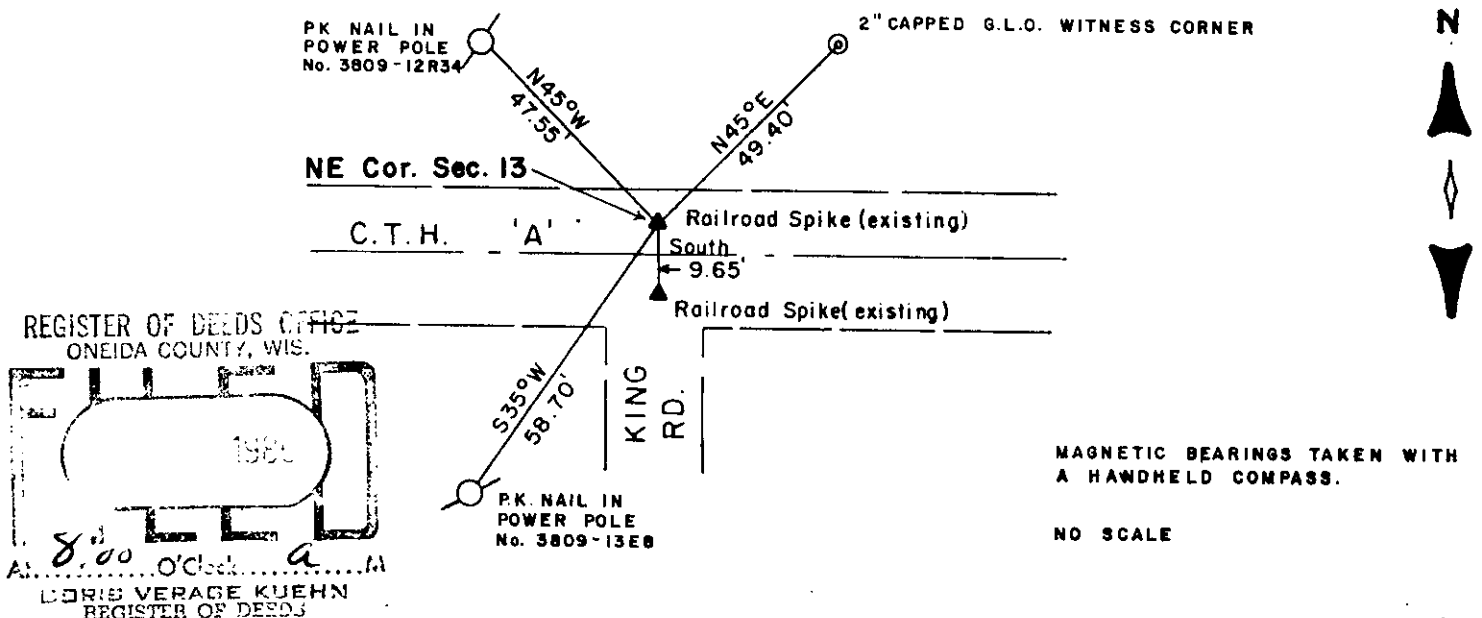 PK NAIL IN
POWER POLE
No. 3809-12R34
2" CAPPED G.L.O. WITNESS CORNER
N
N45°W
47.55'
N45°E
49.40'
NE Cor. Sec. 13
Railroad Spike (existing)
C.T.H. 'A'
South
9.65'
Railroad Spike (existing)
S35°W
58.70'
KING
RD.
P.K. NAIL IN
POWER POLE
No. 3809-13E8
MAGNETIC BEARINGS TAKEN WITH
A HANDHELD COMPASS.
NO SCALE
REGISTER OF DEEDS OFFICE
ONEIDA COUNTY, WIS.
At 8:00 O'Clock a M
DORIS VERAGE KUEHN
REGISTER OF DEEDS